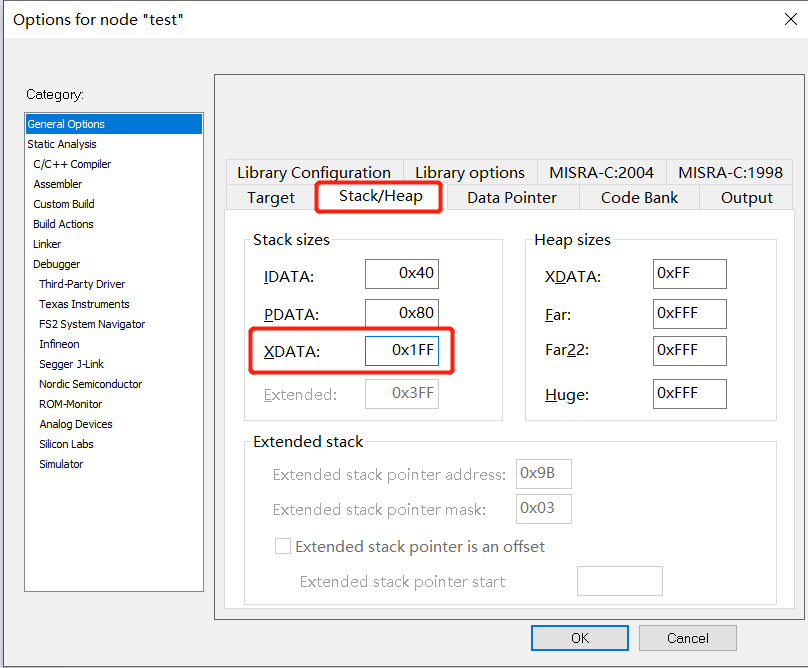 Options for node "test"
Category:
General Options
Static Analysis
C/C++ Compiler
Assembler
Custom Build
Build Actions
Linker
Debugger
Third-Party Driver
Texas Instruments
FS2 System Navigator
Infineon
Segger J-Link
Nordic Semiconductor
ROM-Monitor
Analog Devices
Silicon Labs
Simulator
Library Configuration Library options MISRA-C:2004 MISRA-C:1998
Target Stack/Heap Data Pointer Code Bank Output
Stack sizes
IDATA: 0x40
PDATA: 0x80
XDATA: 0x1FF
Extended: 0x3FF
Heap sizes
XDATA: 0xFF
Far: 0xFFF
Far22: 0xFFF
Huge: 0xFFF
Extended stack
Extended stack pointer address: 0x9B
Extended stack pointer mask: 0x03
Extended stack pointer is an offset
Extended stack pointer start
OK Cancel